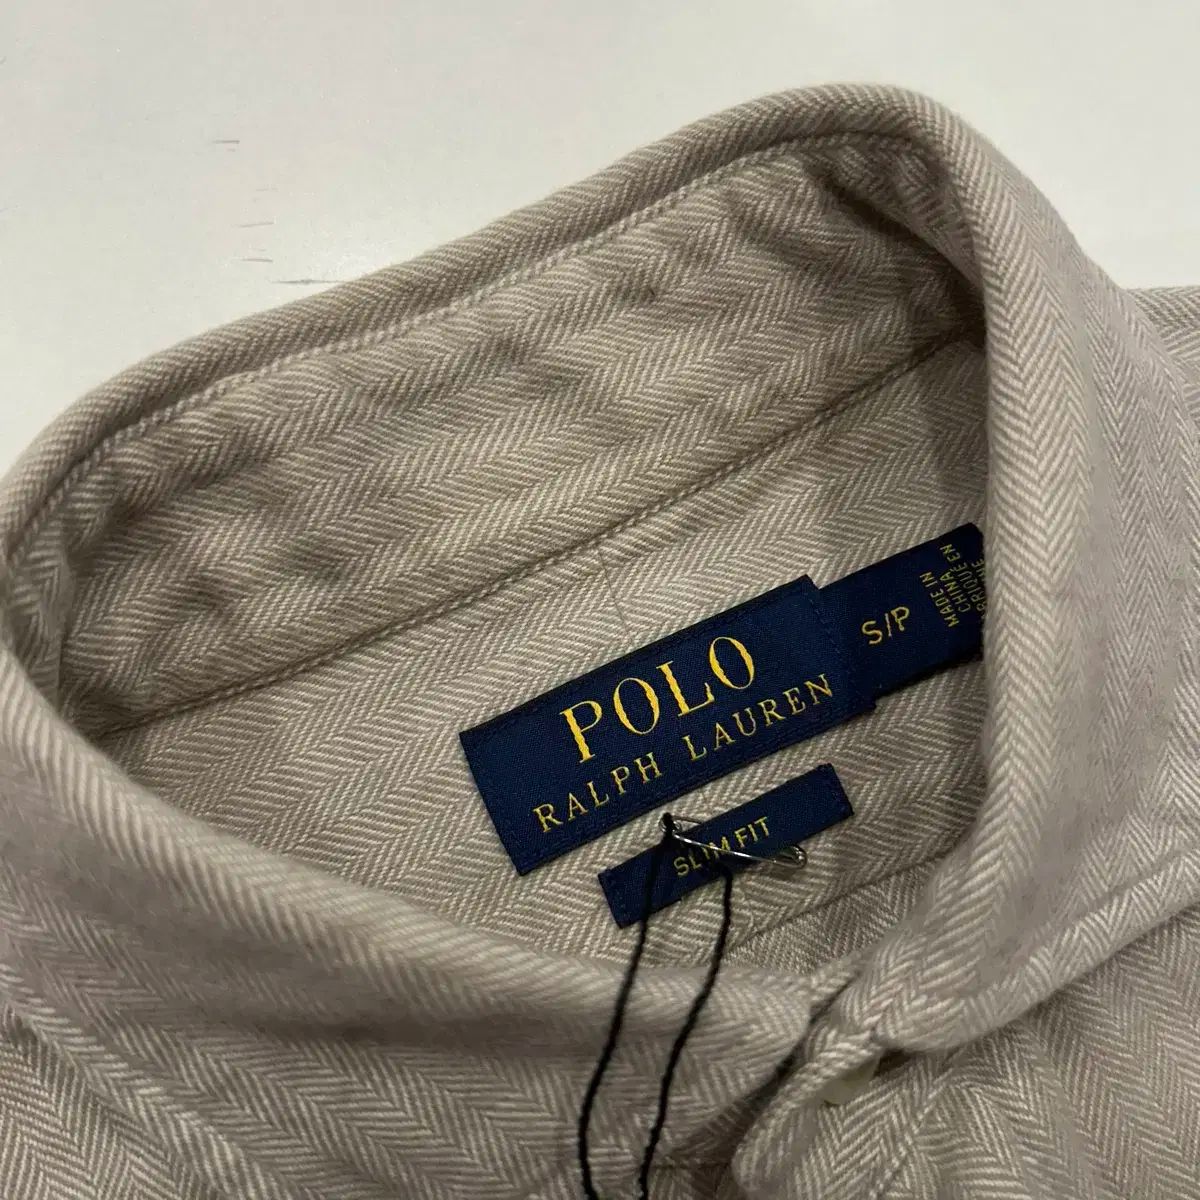 POLO
RALPH LAUREN
S/P
MADE IN
CHINA
SLIM FIT